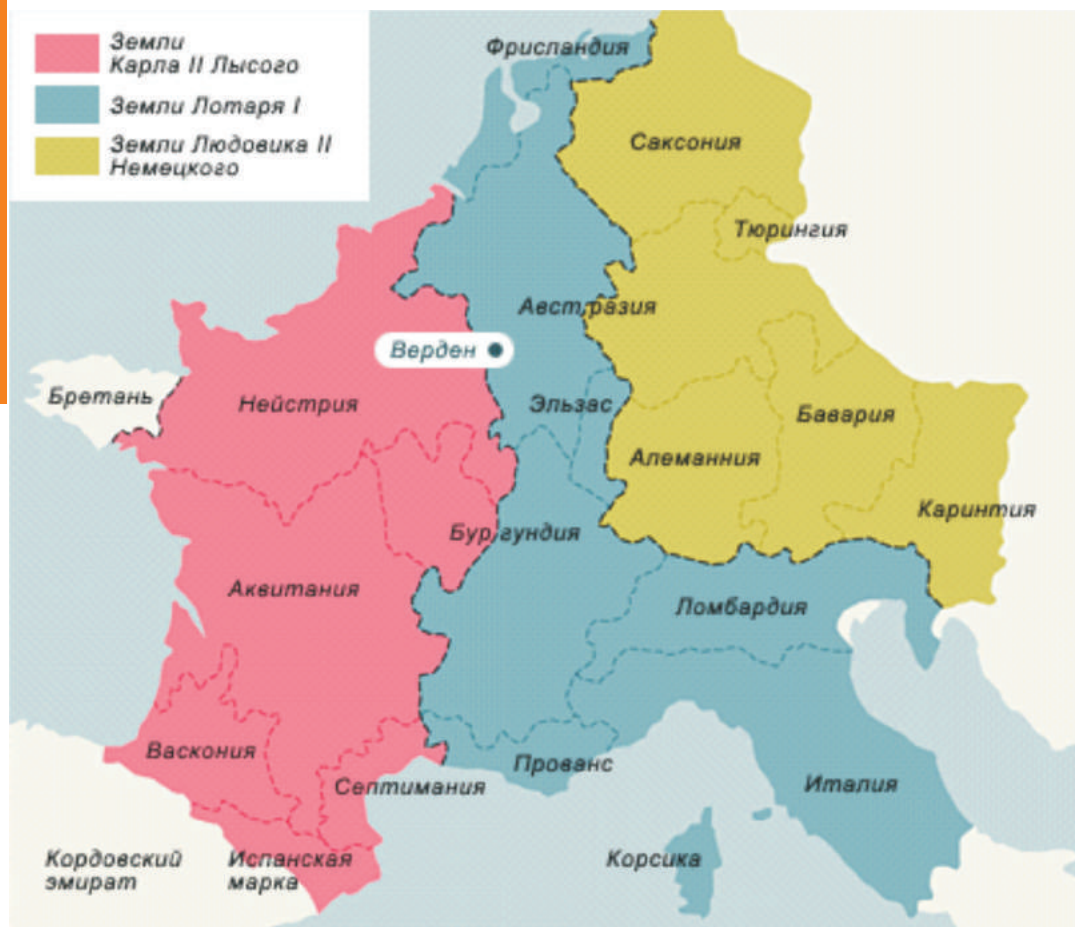 Земли
Карла II Лысого
Земли Лотаря I
Земли Людовика II
Немецкого
Фрисландия
Саксония
Тюрингия
Австразия
Верден
Бретань
Нейстрия
Эльзас
Бавария
Алеманния
Каринтия
Бургундия
Аквитания
Ломбардия
Васкония
Прованс
Септимания
Италия
Кордовский
эмират
Испанская
марка
Корсика